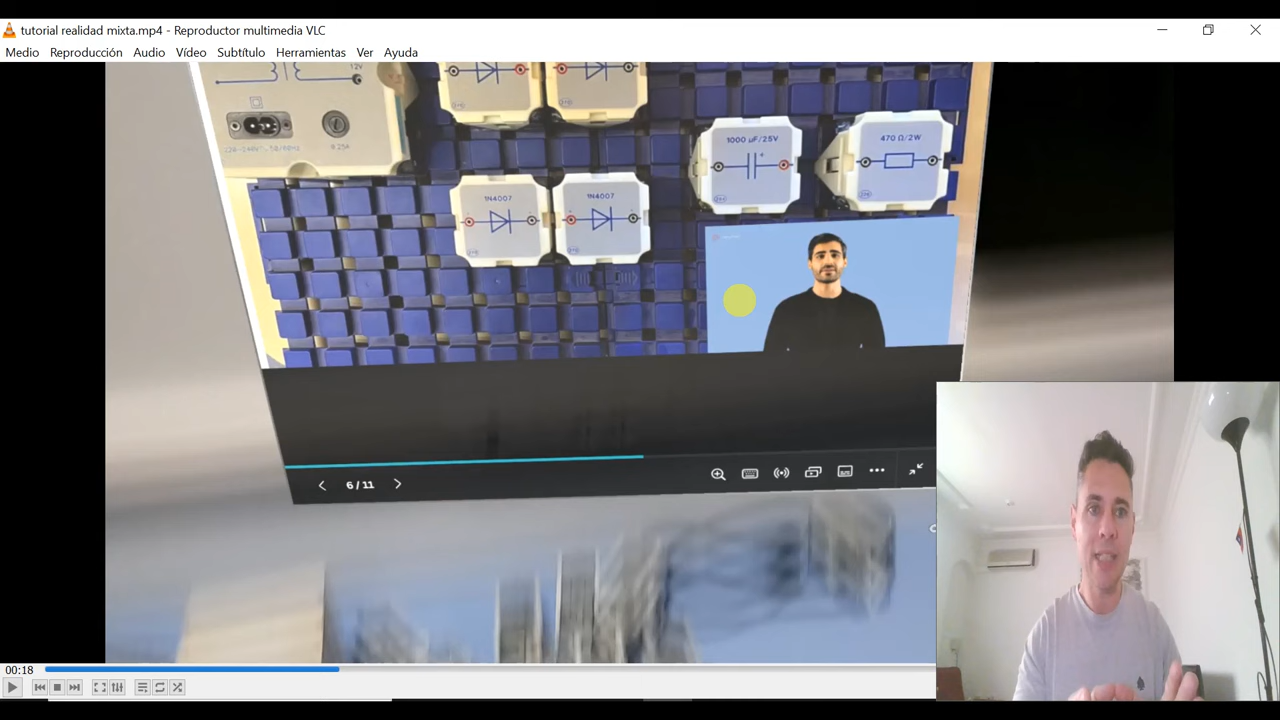 tutorial realidad mixta.mp4 - Reproductor multimedia VLC
Medio Reproducción Audio Vídeo Subtítulo Herramientas Ver Ayuda
12V
1000 µF/25V
470 Ω/2W
1N4007
1N4007
6/11
00:18